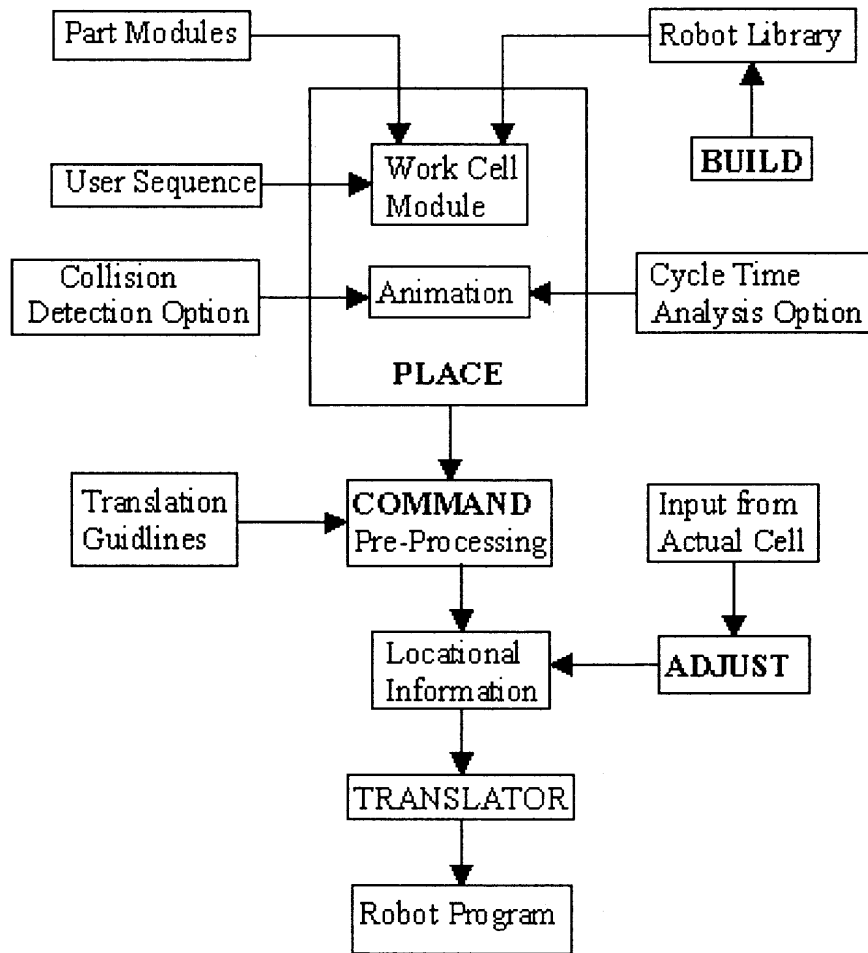 Part Modules
Robot Library
BUILD
Work Cell
Module
User Sequence
Collision
Detection Option
Animation
Cycle Time
Analysis Option
PLACE
Translation
Guidlines
COMMAND
Pre-Processing
Input from
Actual Cell
Locational
Information
ADJUST
TRANSLATOR
Robot Program